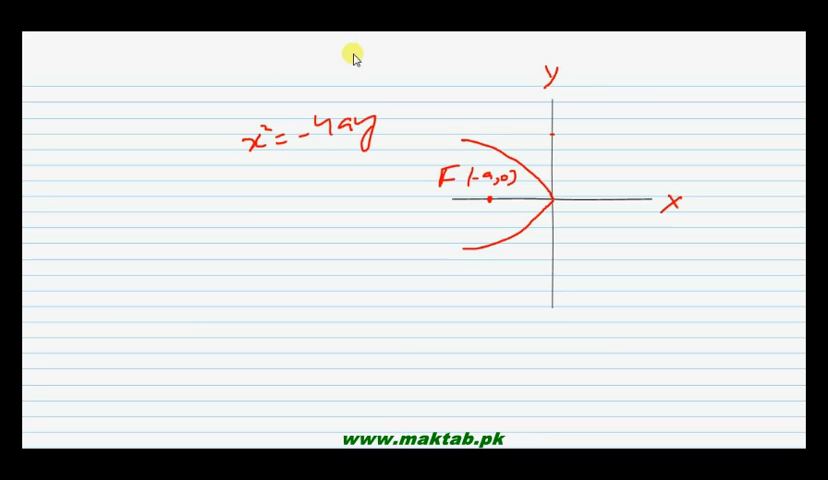 y
x² = -4ay
F (-a,0)
x
www.maktab.pk